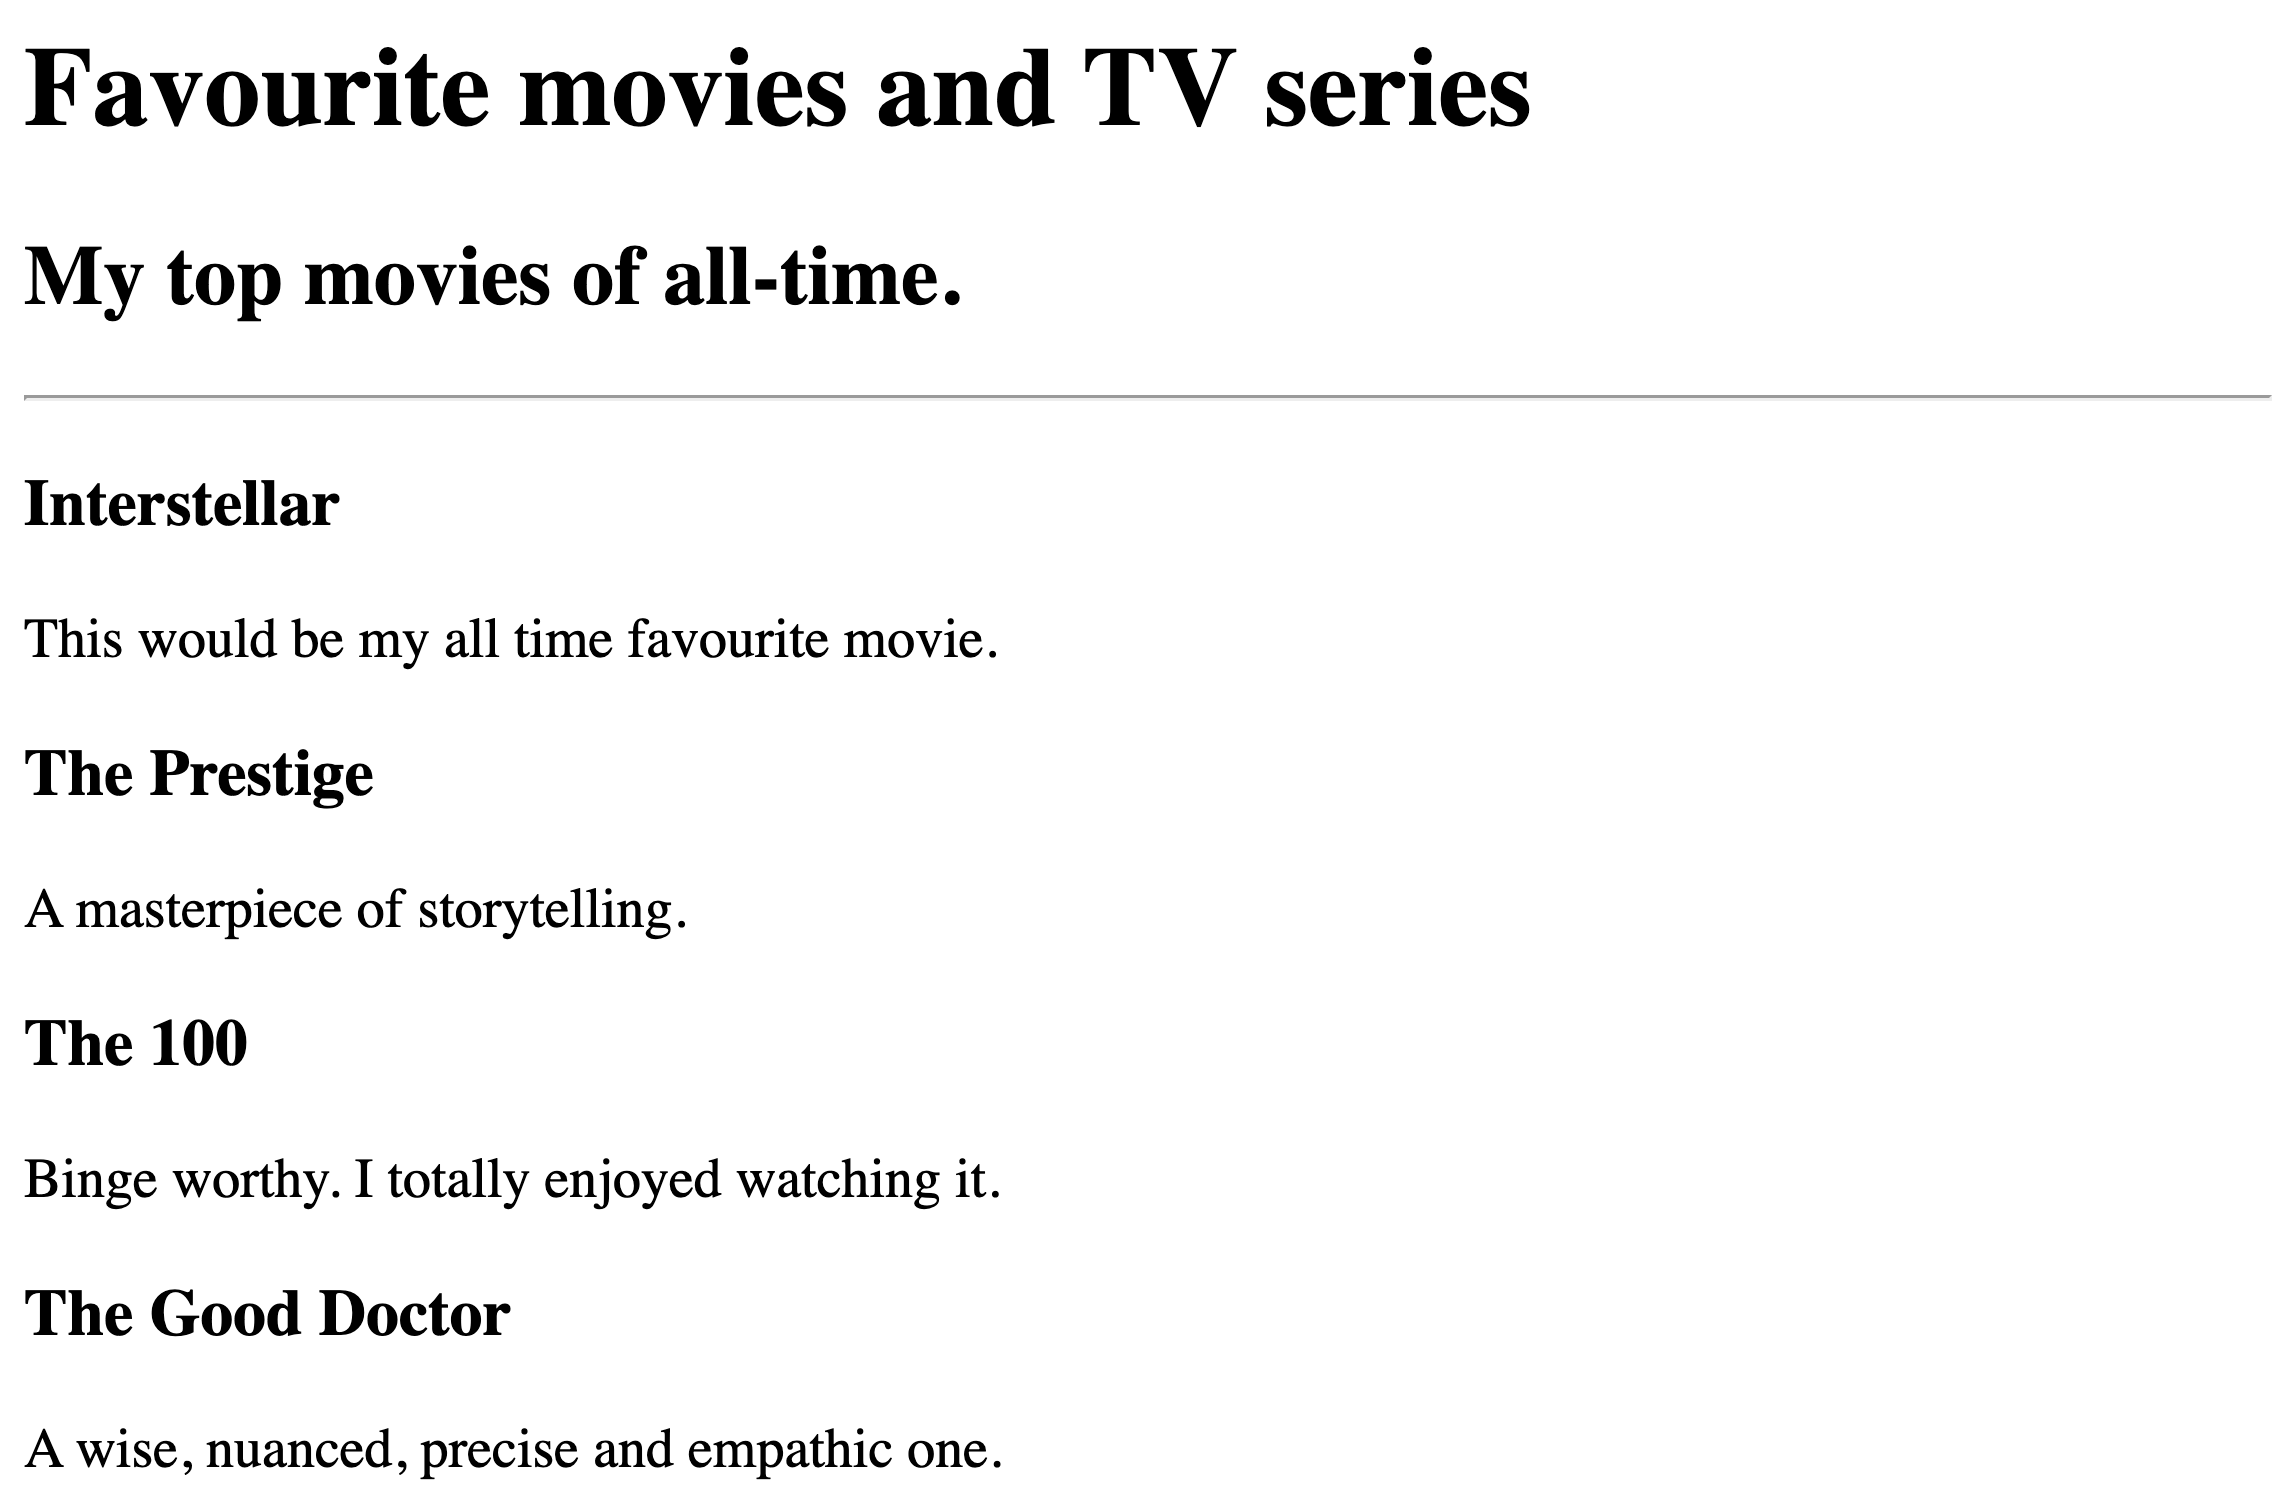 Favourite movies and TV series
My top movies of all-time.
Interstellar
This would be my all time favourite movie.
The Prestige
A masterpiece of storytelling.
The 100
Binge worthy. I totally enjoyed watching it.
The Good Doctor
A wise, nuanced, precise and empathic one.